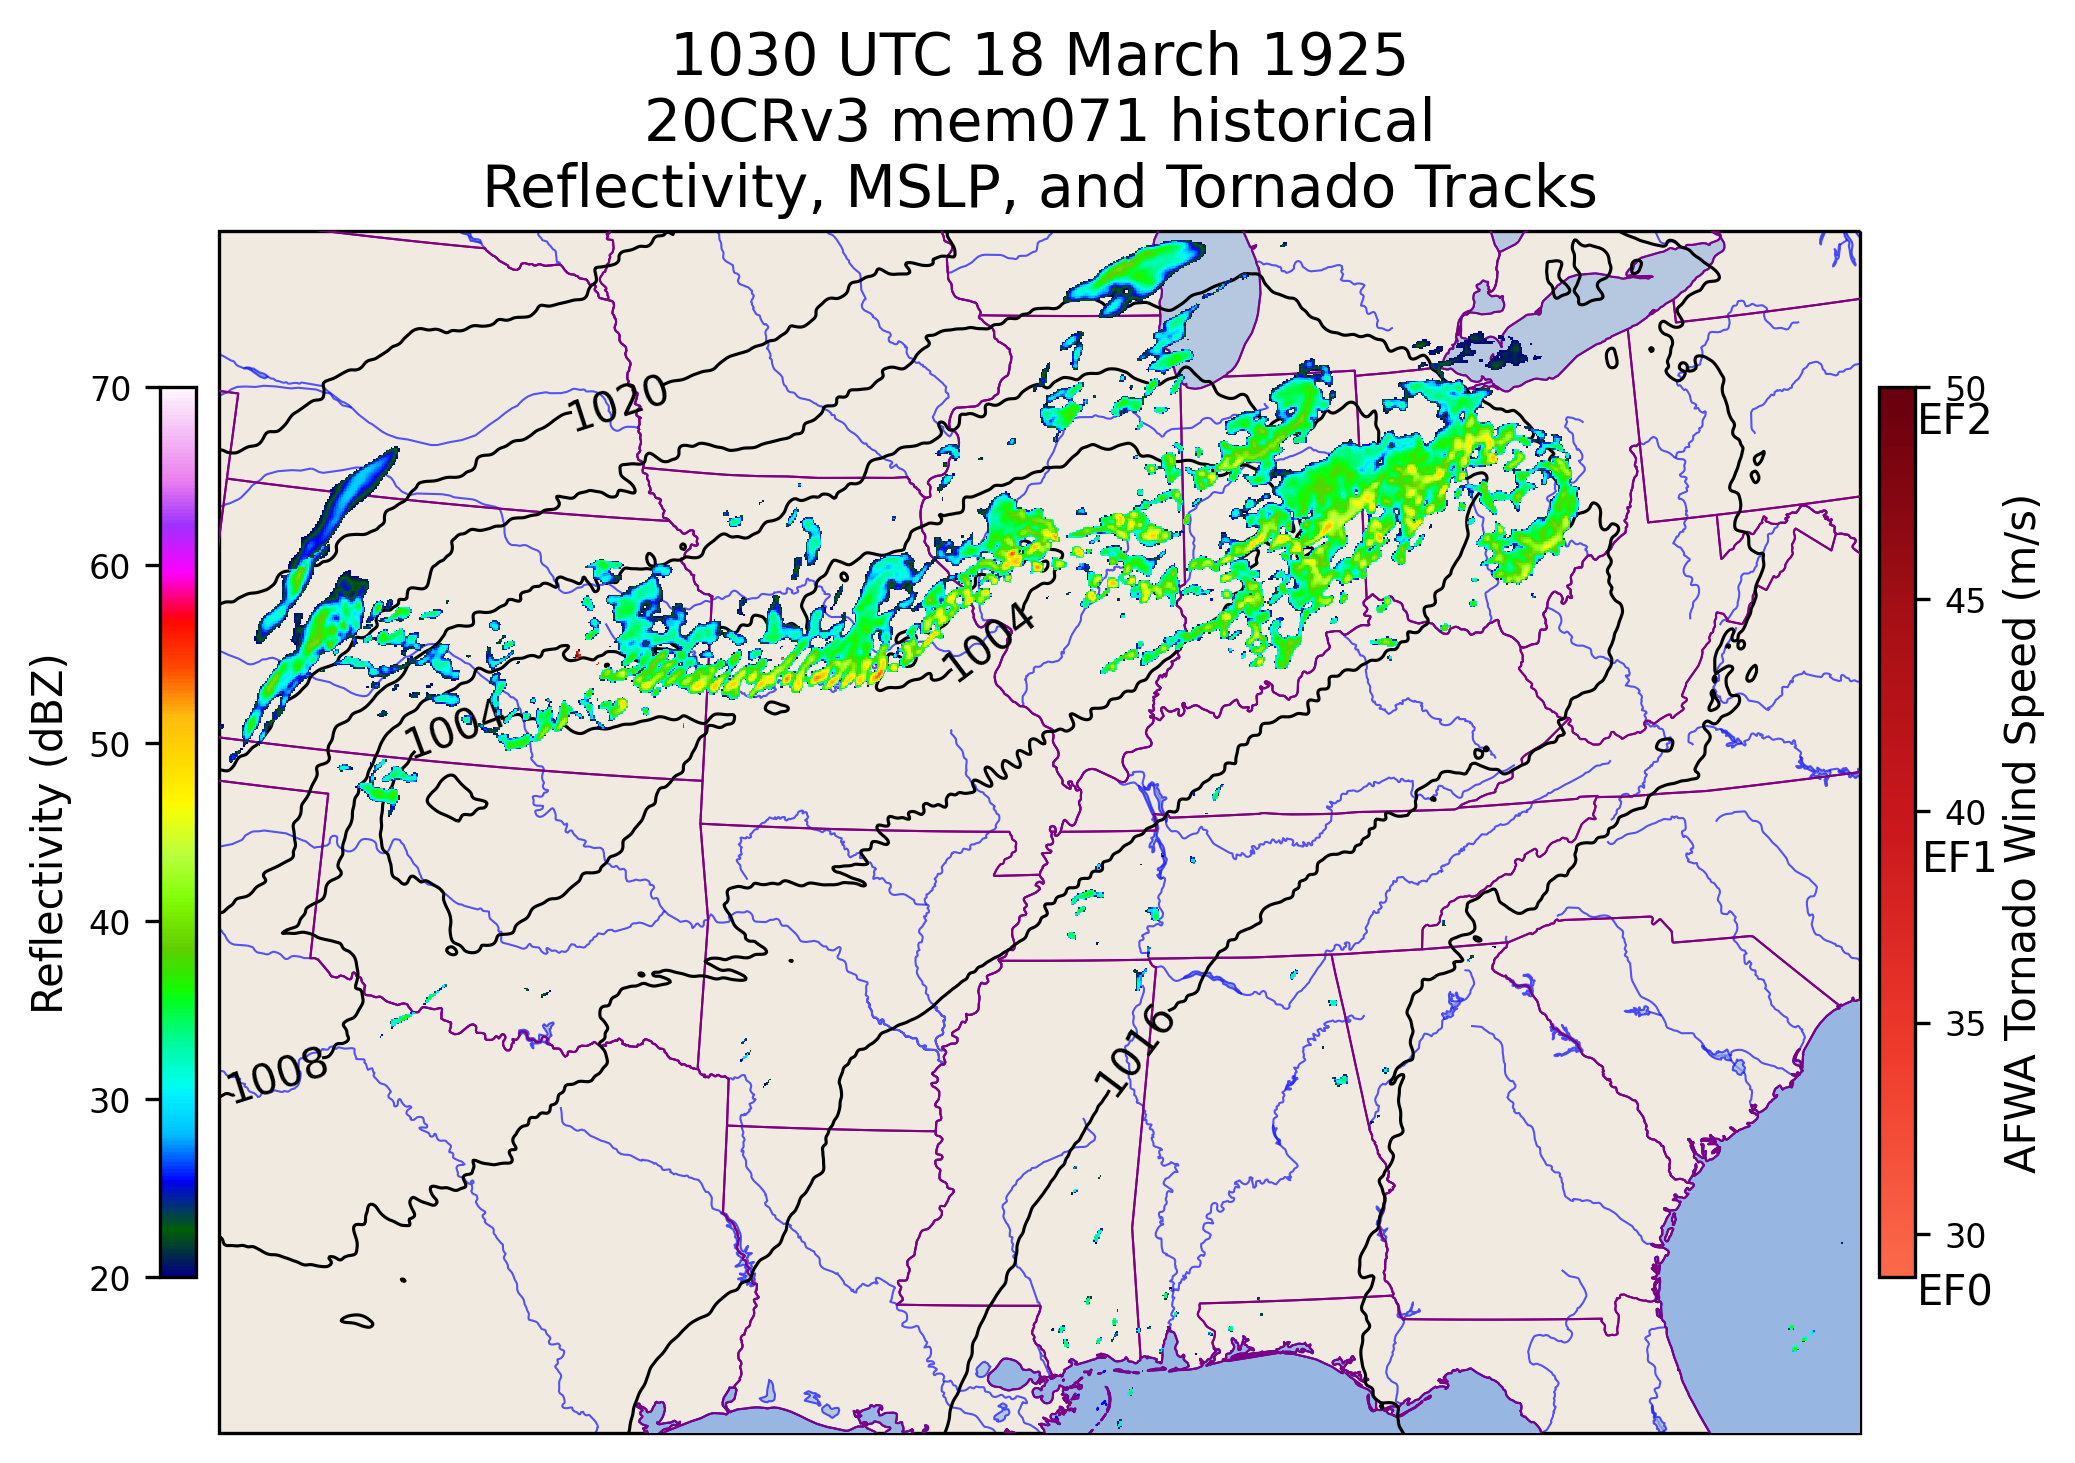 1030 UTC 18 March 1925
20CRv3 mem071 historical
Reflectivity, MSLP, and Tornado Tracks
Reflectivity (dBZ)
70
60
50
40
30
20
1020
1004
1004
1008
1016
50
EF2
45
40
EF1
35
30
EF0
AFWA Tornado Wind Speed (m/s)